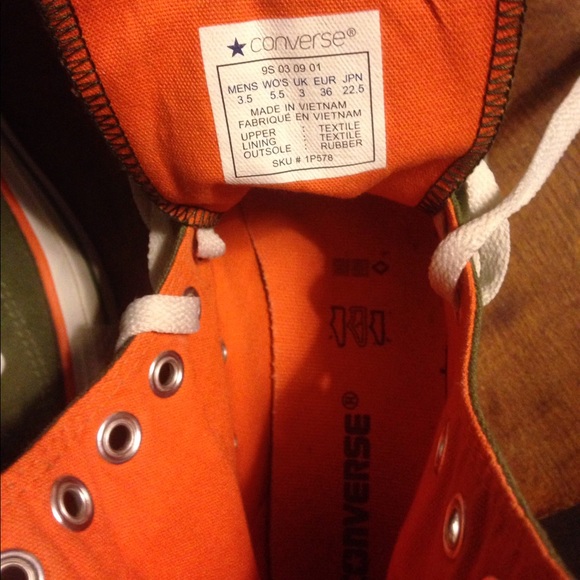 converse®
9S 03 09 01
MENS WO'S UK EUR JPN
3.5 5.5 3 36 22.5
MADE IN VIETNAM
FABRIQUÉ EN VIETNAM
UPPER : TEXTILE
LINING : TEXTILE
OUTSOLE : RUBBER
SKU # 1P578
CONVERSE®